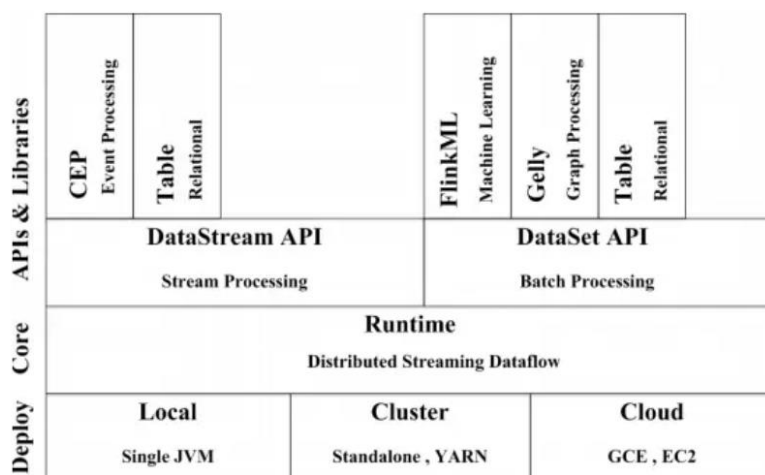 APIs & Libraries
CEP
Event Processing
Table
Relational
FlinkML
Machine Learning
Gelly
Graph Processing
Table
Relational
DataStream API
Stream Processing
DataSet API
Batch Processing
Core
Runtime
Distributed Streaming Dataflow
Deploy
Local
Single JVM
Cluster
Standalone , YARN
Cloud
GCE , EC2